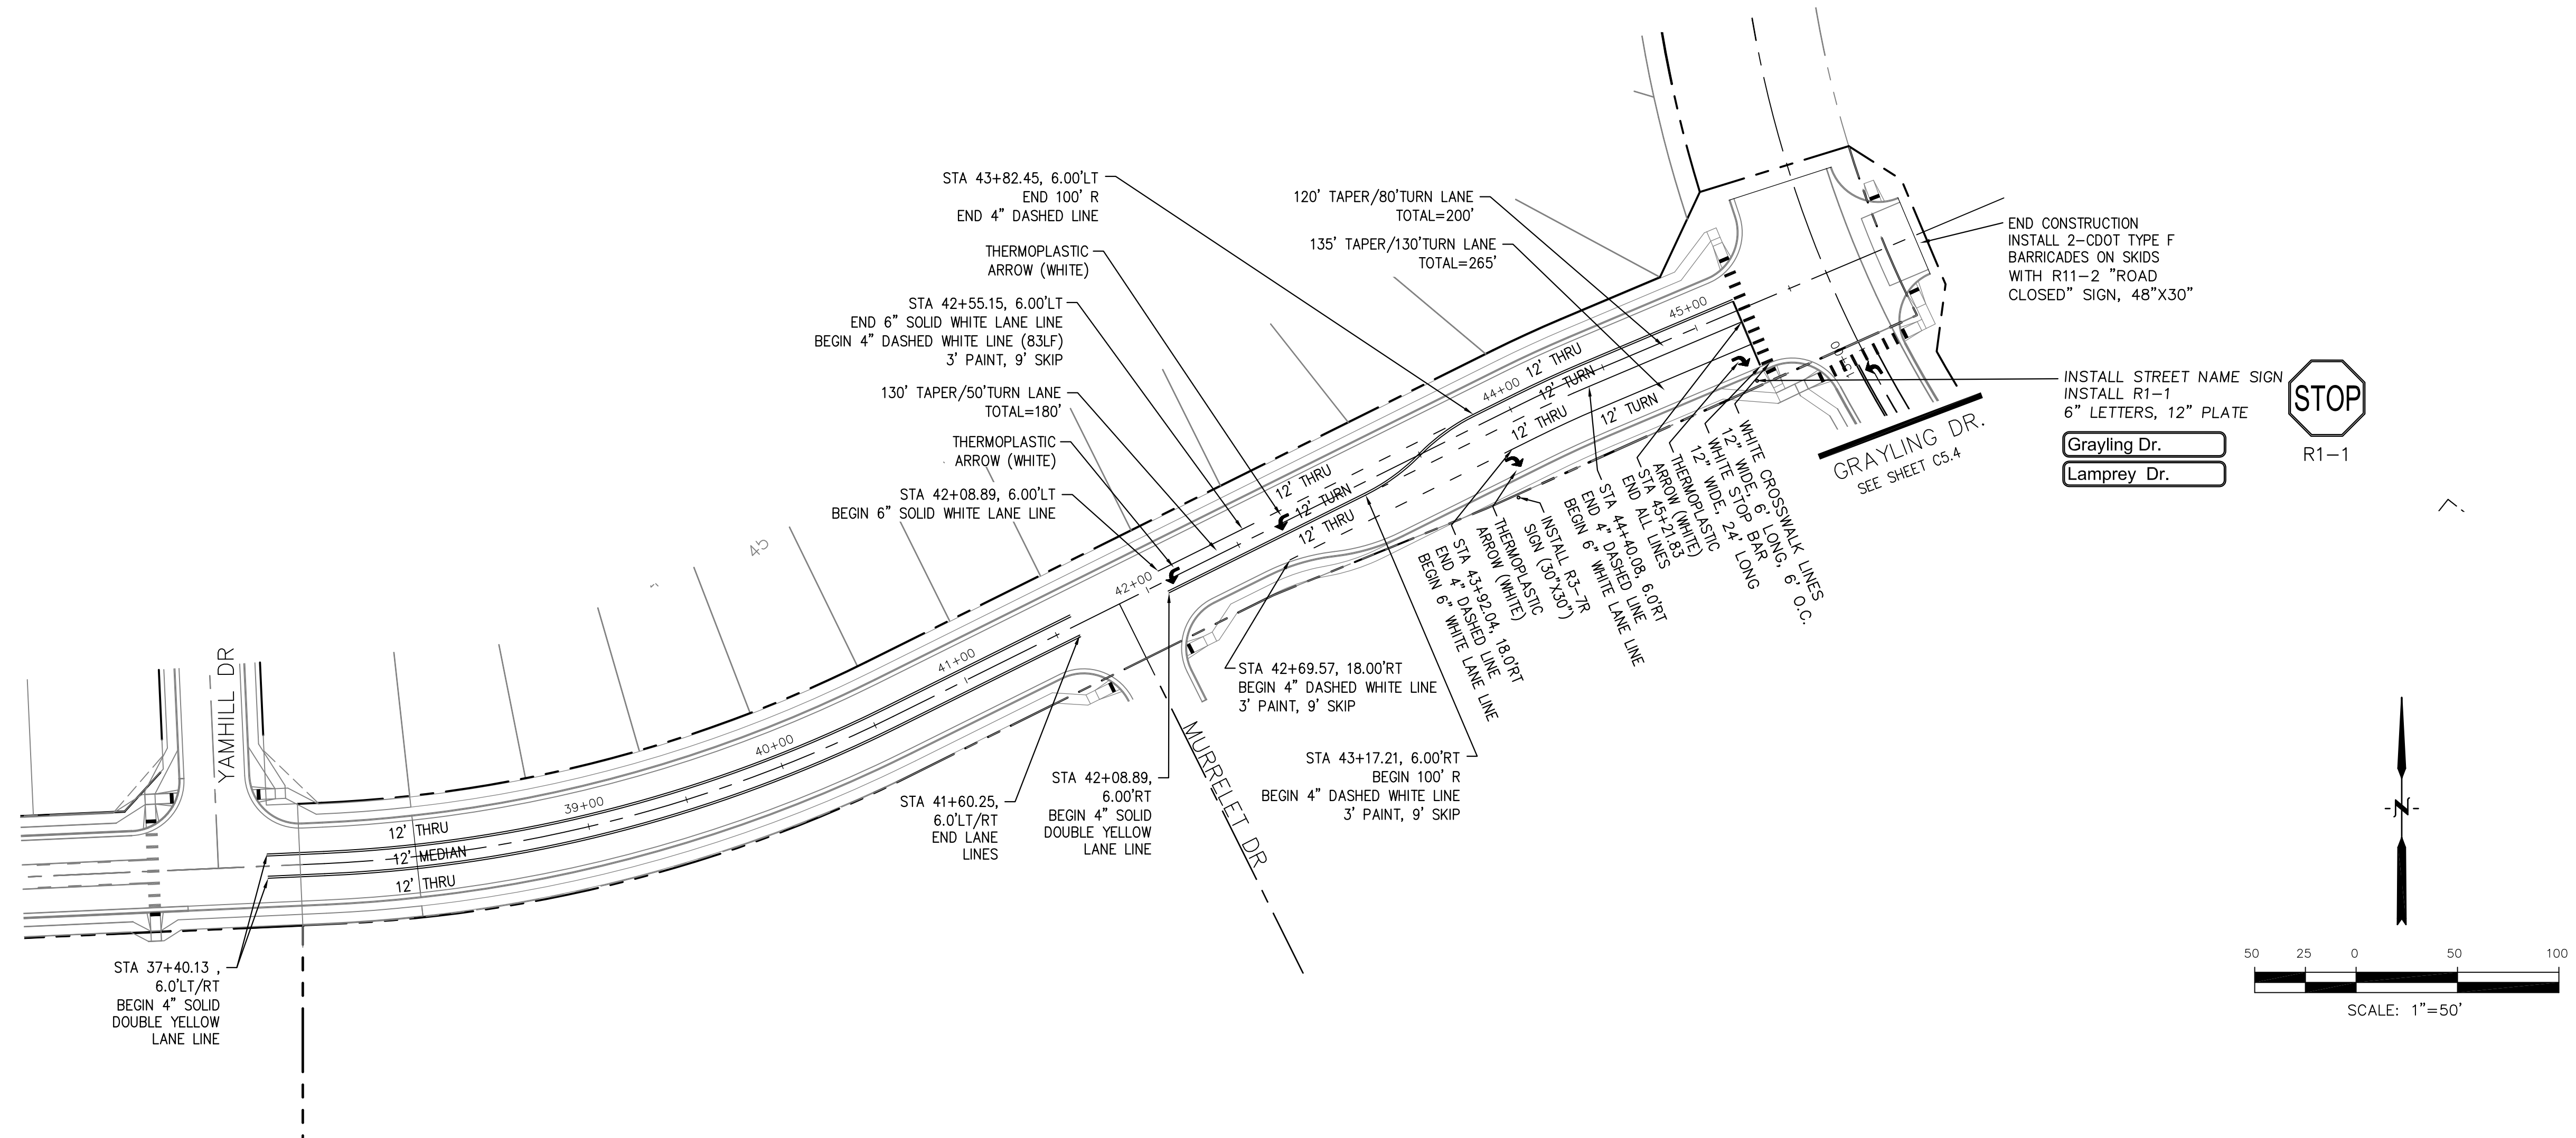 STA 43+82.45, 6.00'LT
END 100' R
END 4" DASHED LINE
THERMOPLASTIC
ARROW (WHITE)
STA 42+55.15, 6.00'LT
END 6" SOLID WHITE LANE LINE
BEGIN 4" DASHED WHITE LINE (83LF)
3' PAINT, 9' SKIP
130' TAPER/50'TURN LANE
TOTAL=180'
THERMOPLASTIC
ARROW (WHITE)
STA 42+08.89, 6.00'LT
BEGIN 6" SOLID WHITE LANE LINE
120' TAPER/80'TURN LANE
TOTAL=200'
135' TAPER/130'TURN LANE
TOTAL=265'
END CONSTRUCTION
INSTALL 2-CDOT TYPE F
BARRICADES ON SKIDS
WITH R11-2 "ROAD
CLOSED" SIGN, 48"X30"
INSTALL STREET NAME SIGN
INSTALL R1-1
6" LETTERS, 12" PLATE
Grayling Dr.
Lamprey Dr.
STOP
R1-1
GRAYLING DR.
SEE SHEET C5.4
45+00
44+00
12' THRU
12' TURN
12' THRU
12' TURN
12' THRU
12' TURN
12' THRU
42+00
41+00
40+00
39+00
45
12' THRU
12' MEDIAN
12' THRU
YAMHILL DR
MURRELET DR
WHITE CROSSWALK LINES
12" WIDE, 6' LONG, 6' O.C.
WHITE STOP BAR
12" WIDE, 24' LONG
THERMOPLASTIC
ARROW (WHITE)
STA 45+21.83
END ALL LINES
STA 44+40.08, 6.0'RT
END 4" DASHED LINE
BEGIN 6" WHITE LANE LINE
INSTALL R3-7R
SIGN (30"X30")
THERMOPLASTIC
ARROW (WHITE)
STA 43+92.04, 18.0'RT
END 4" DASHED LINE
BEGIN 6" WHITE LANE LINE
STA 42+69.57, 18.00'RT
BEGIN 4" DASHED WHITE LINE
3' PAINT, 9' SKIP
STA 43+17.21, 6.00'RT
BEGIN 100' R
BEGIN 4" DASHED WHITE LINE
3' PAINT, 9' SKIP
STA 42+08.89,
6.00'RT
BEGIN 4" SOLID
DOUBLE YELLOW
LANE LINE
STA 41+60.25,
6.0'LT/RT
END LANE
LINES
STA 37+40.13 ,
6.0'LT/RT
BEGIN 4" SOLID
DOUBLE YELLOW
LANE LINE
N
50 25 0 50 100
SCALE: 1"=50'